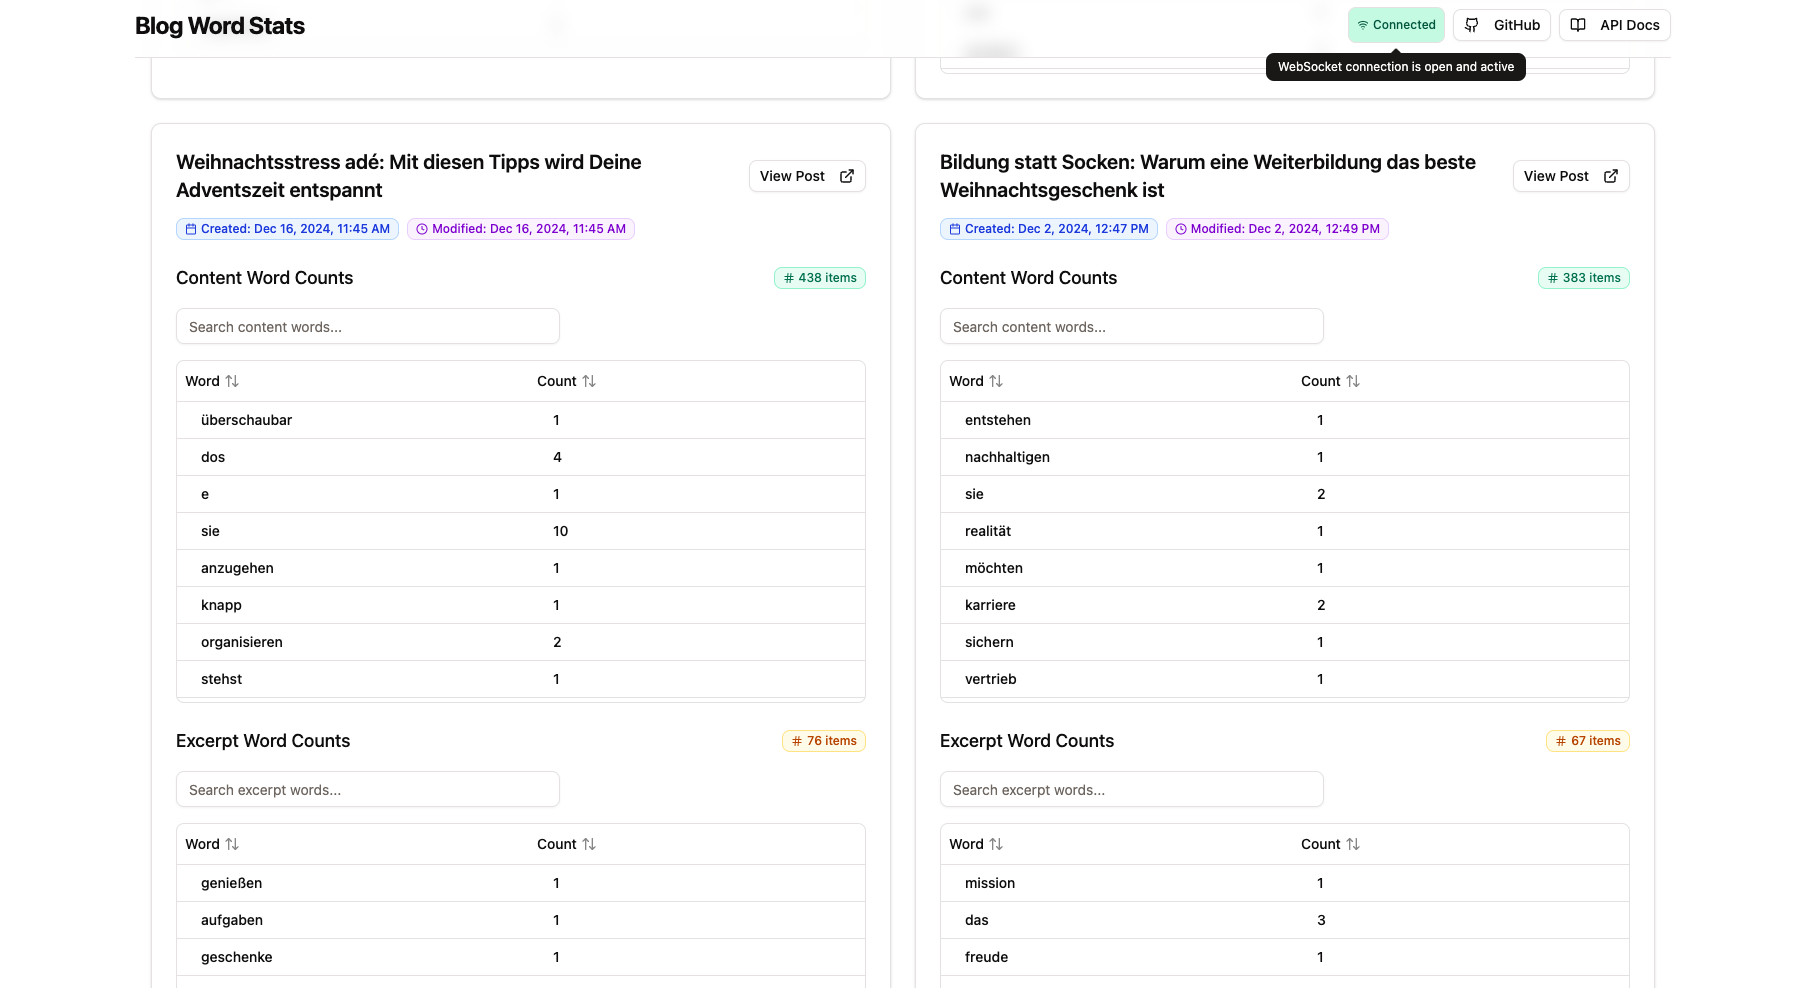 Blog Word Stats
Connected
GitHub
API Docs
WebSocket connection is open and active
Weihnachtsstress adé: Mit diesen Tipps wird Deine
Adventszeit entspannt
View Post
Created: Dec 16, 2024, 11:45 AM
Modified: Dec 16, 2024, 11:45 AM
Content Word Counts
# 438 items
Search content words...
Word Count
überschaubar 1
dos 4
e 1
sie 10
anzugehen 1
knapp 1
organisieren 2
stehst 1
Excerpt Word Counts
# 76 items
Search excerpt words...
Word Count
genießen 1
aufgaben 1
geschenke 1
Bildung statt Socken: Warum eine Weiterbildung das beste
Weihnachtsgeschenk ist
View Post
Created: Dec 2, 2024, 12:47 PM
Modified: Dec 2, 2024, 12:49 PM
Content Word Counts
# 383 items
Search content words...
Word Count
entstehen 1
nachhaltigen 1
sie 2
realität 1
möchten 1
karriere 2
sichern 1
vertrieb 1
Excerpt Word Counts
# 67 items
Search excerpt words...
Word Count
mission 1
das 3
freude 1